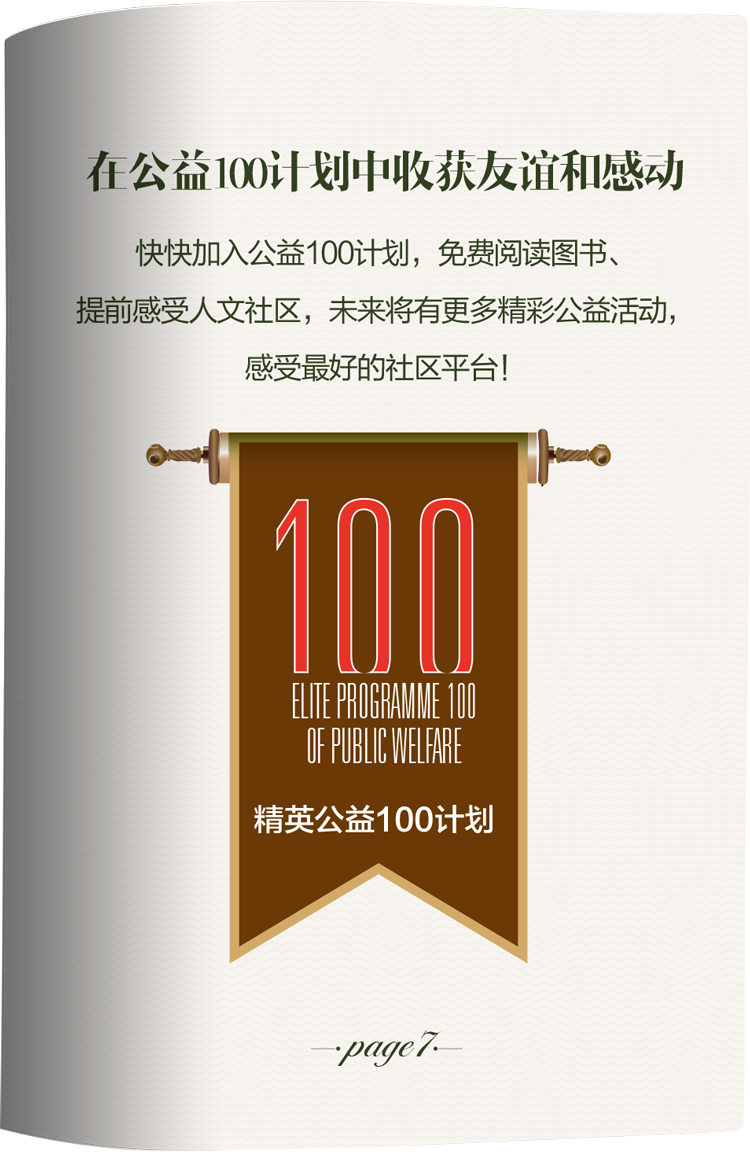 在公益100计划中收获友谊和感动
快快加入公益100计划，免费阅读图书、
提前感受人文社区，未来将有更多精彩公益活动，
感受最好的社区平台！
100
ELITE PROGRAMME 100
OF PUBLIC WELFARE
精英公益100计划
page7